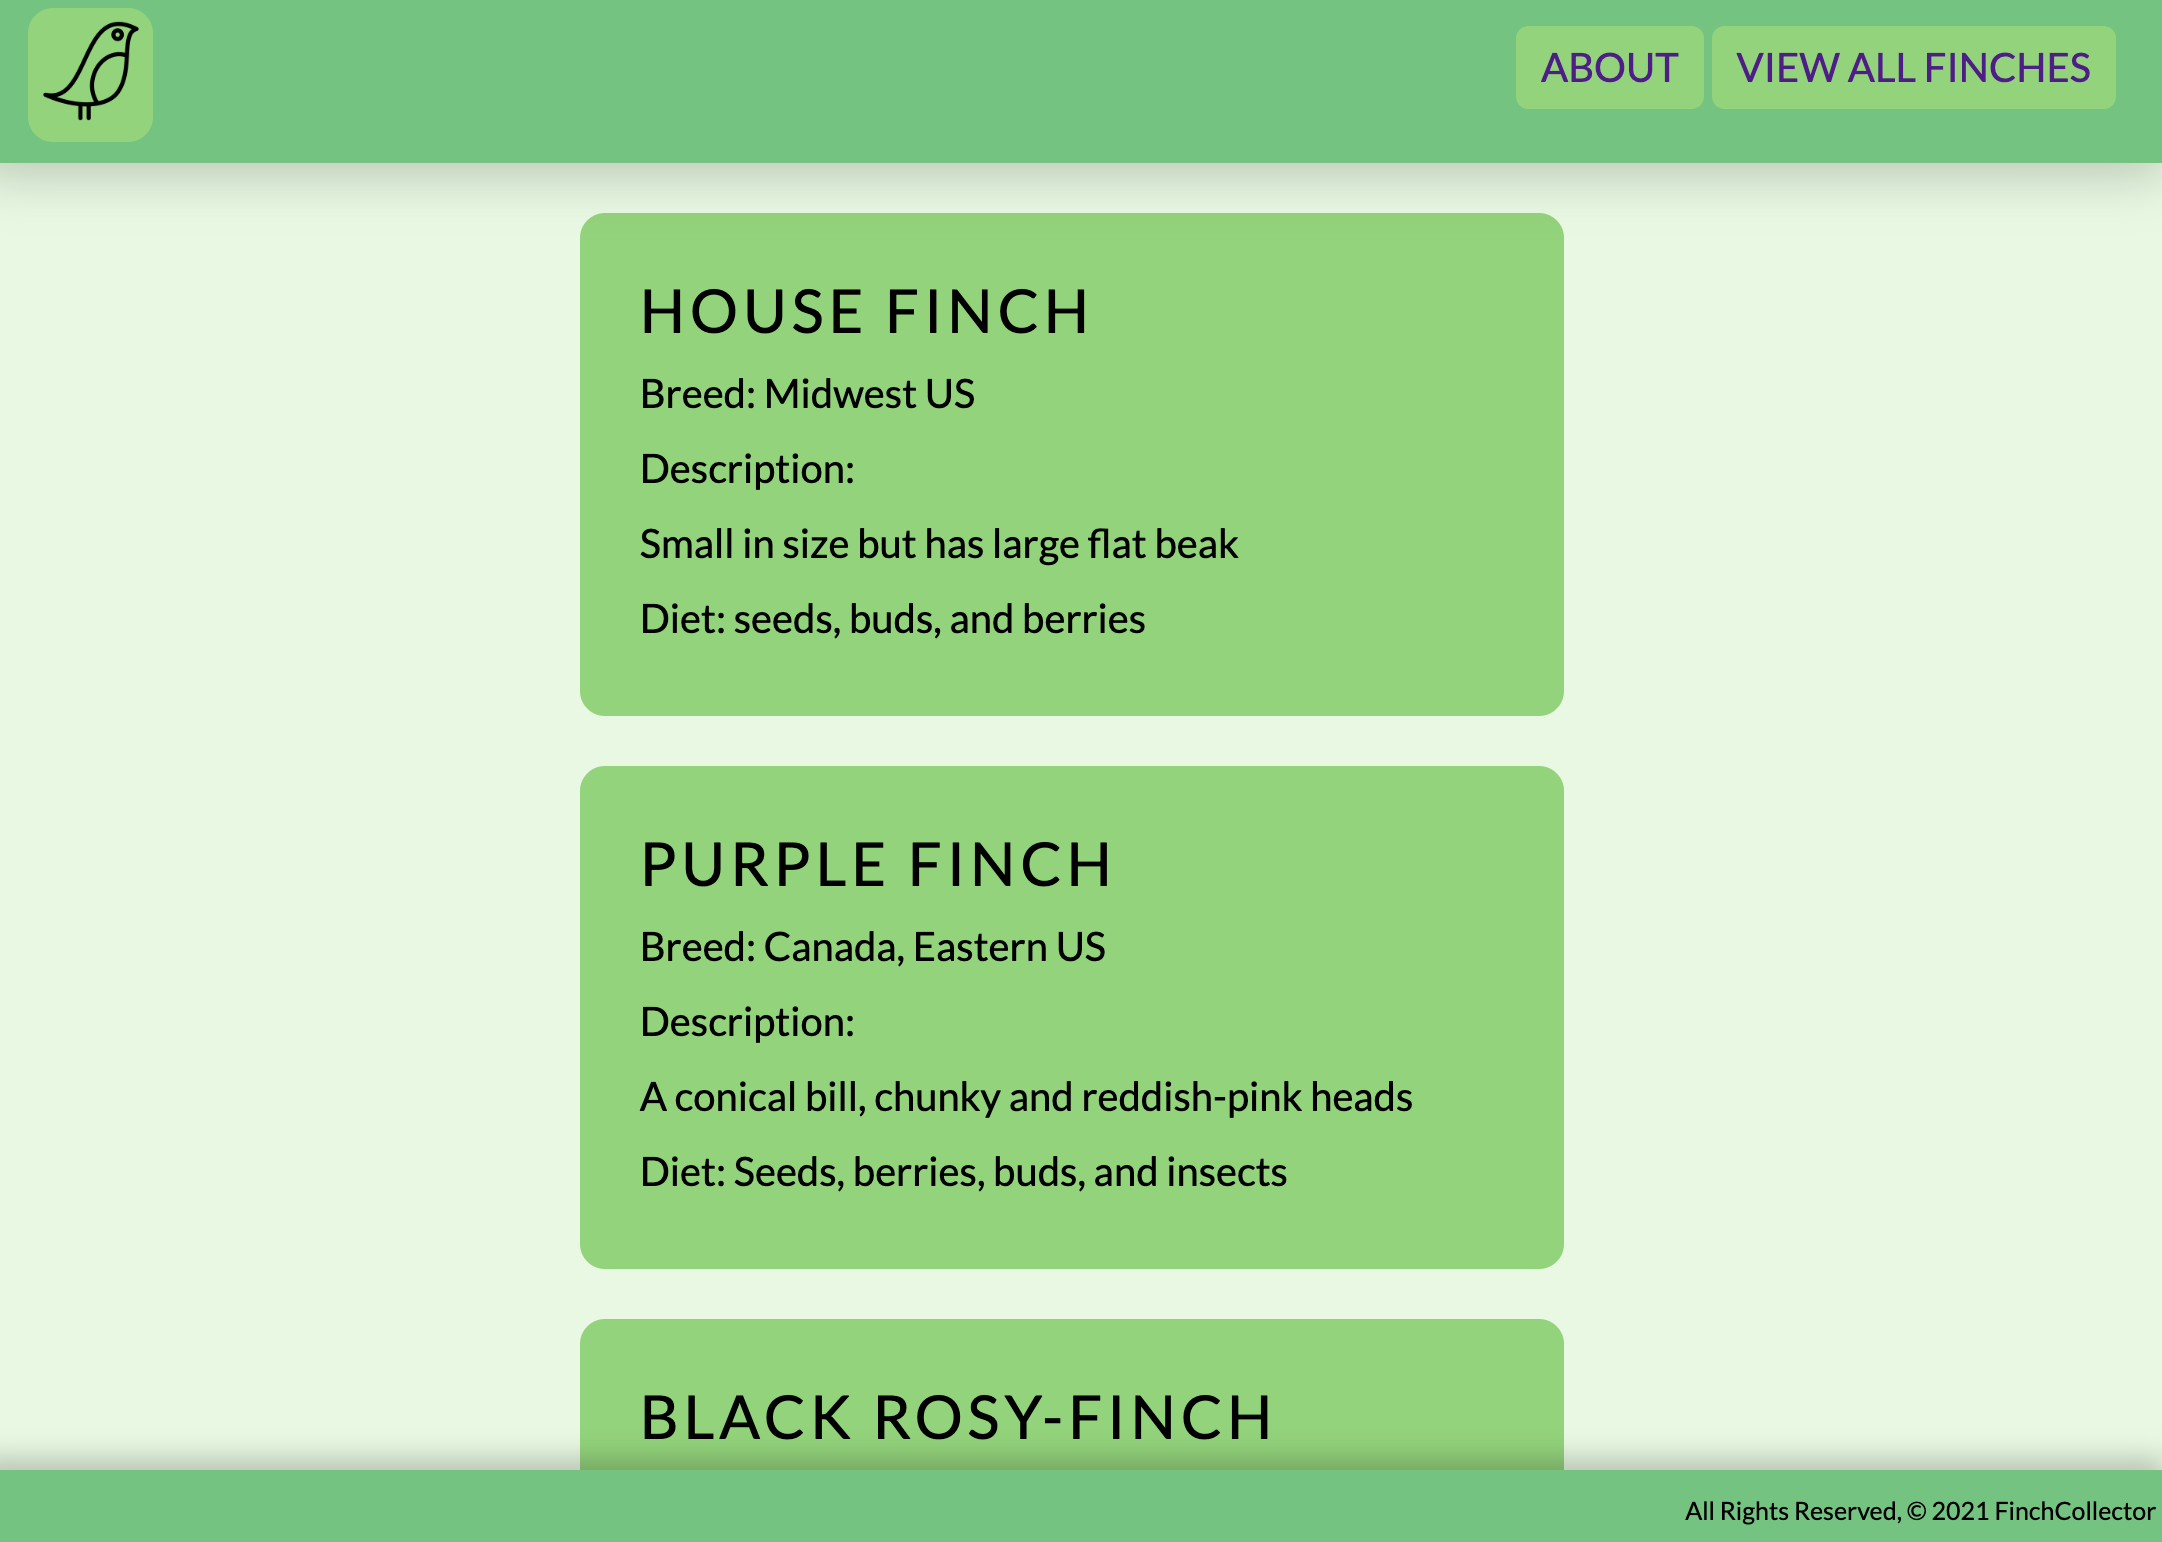 ABOUT VIEW ALL FINCHES
HOUSE FINCH
Breed: Midwest US
Description:
Small in size but has large flat beak
Diet: seeds, buds, and berries
PURPLE FINCH
Breed: Canada, Eastern US
Description:
A conical bill, chunky and reddish-pink heads
Diet: Seeds, berries, buds, and insects
BLACK ROSY-FINCH
All Rights Reserved, © 2021 FinchCollector